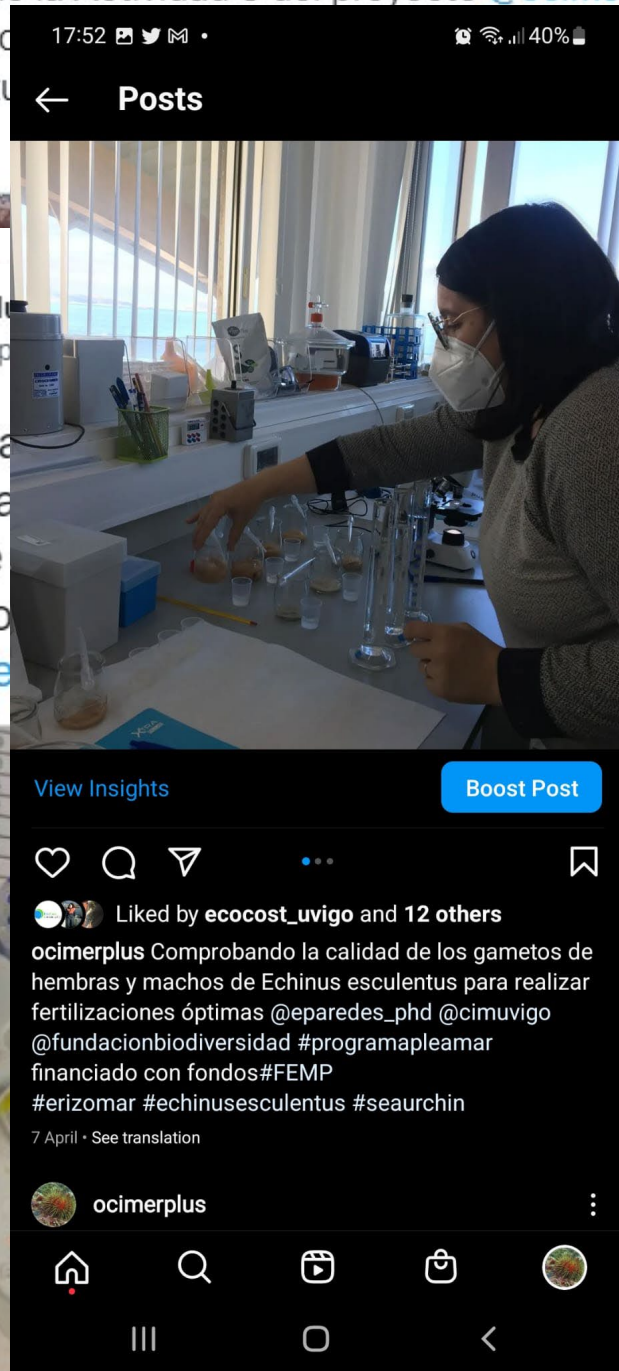 17:52
40%
Posts
View Insights
Boost Post
Liked by ecocost_uvigo and 12 others
ocimerplus Comprobando la calidad de los gametos de
hembras y machos de Echinus esculentus para realizar
fertilizaciones óptimas @eparedes_phd @cimuvigo
@fundacionbiodiversidad #programapleamar
financiado con fondos#FEMP
#erizomar #echinusesculentus #seaurchin
7 April • See translation
ocimerplus